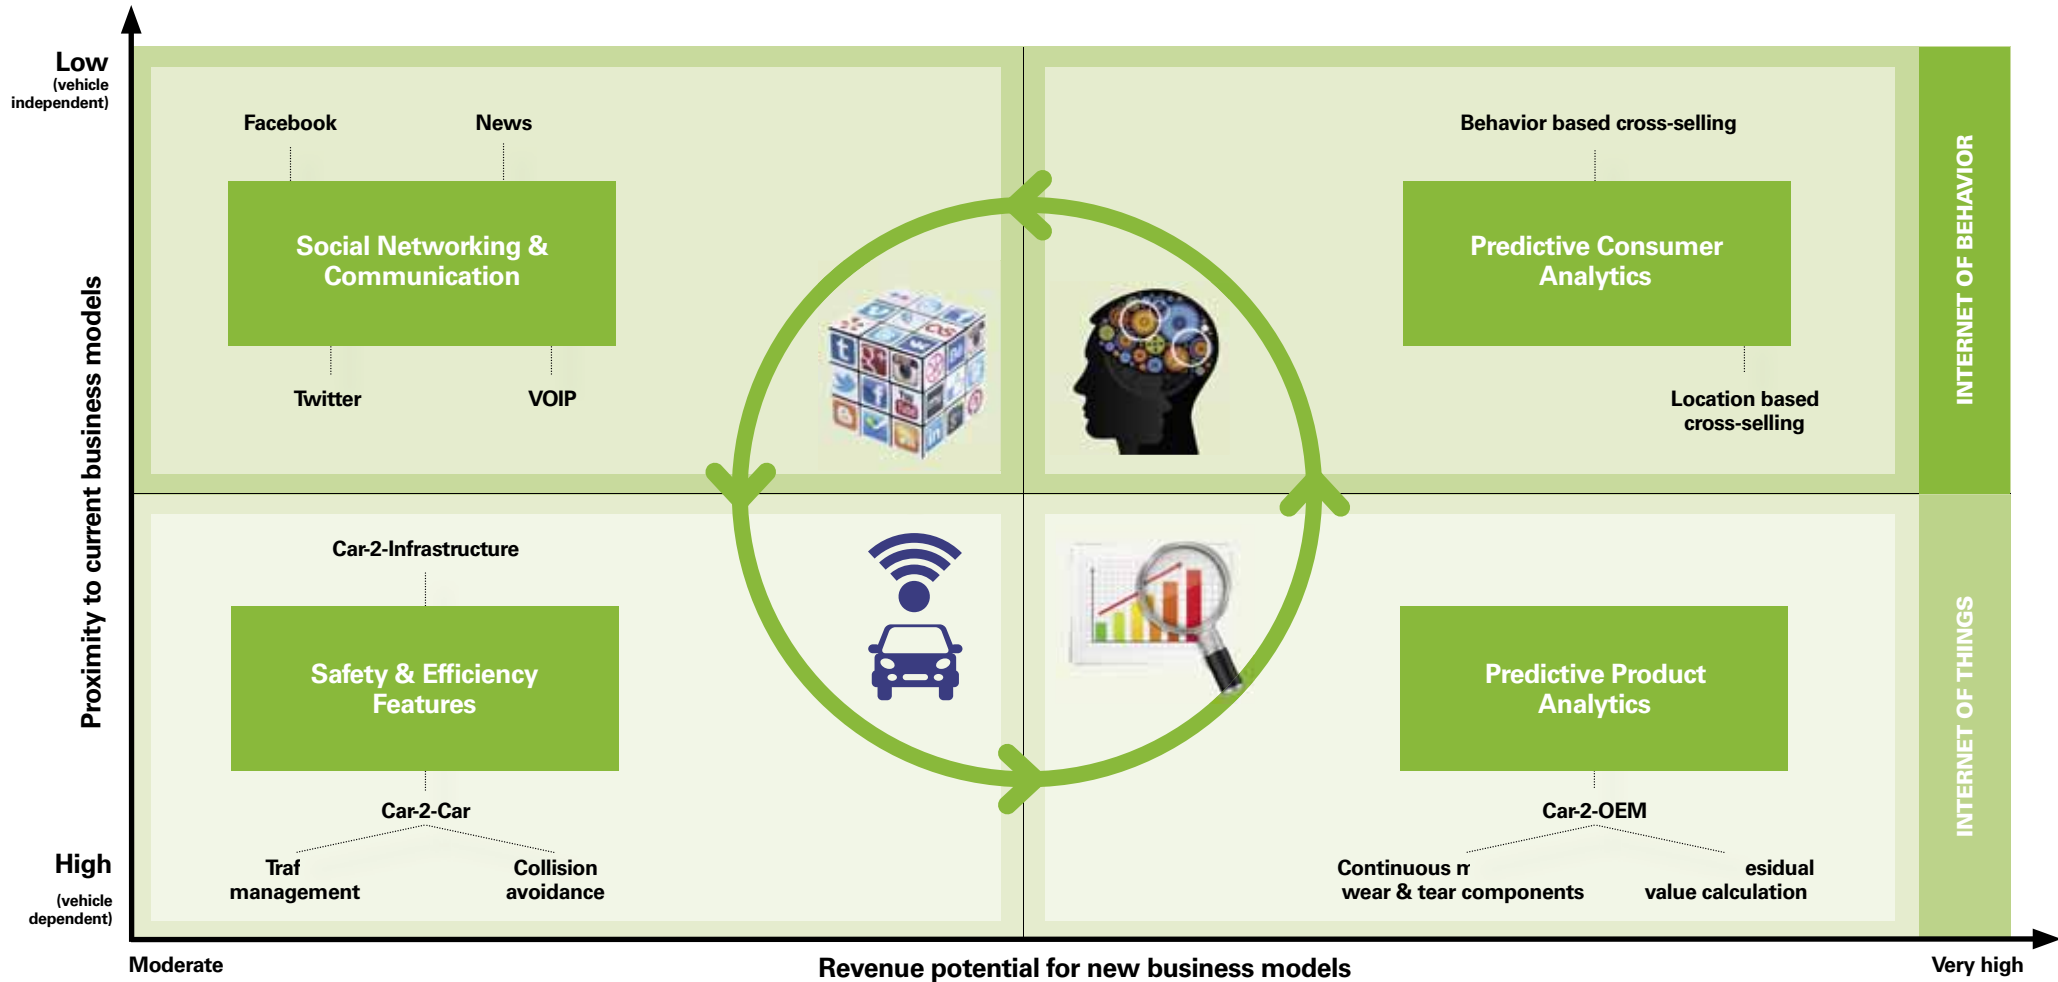 Low
(vehicle
independent)
Facebook
News
Social Networking &
Communication
Twitter
VOIP
Behavior based cross-selling
Predictive Consumer
Analytics
Location based
cross-selling
INTERNET OF BEHAVIOR
Proximity to current business models
Car-2-Infrastructure
Safety & Efficiency
Features
Car-2-Car
Traf
management
Collision
avoidance
Predictive Product
Analytics
Car-2-OEM
Continuous m
wear & tear components
esidual
value calculation
INTERNET OF THINGS
High
(vehicle
dependent)
Moderate
Revenue potential for new business models
Very high